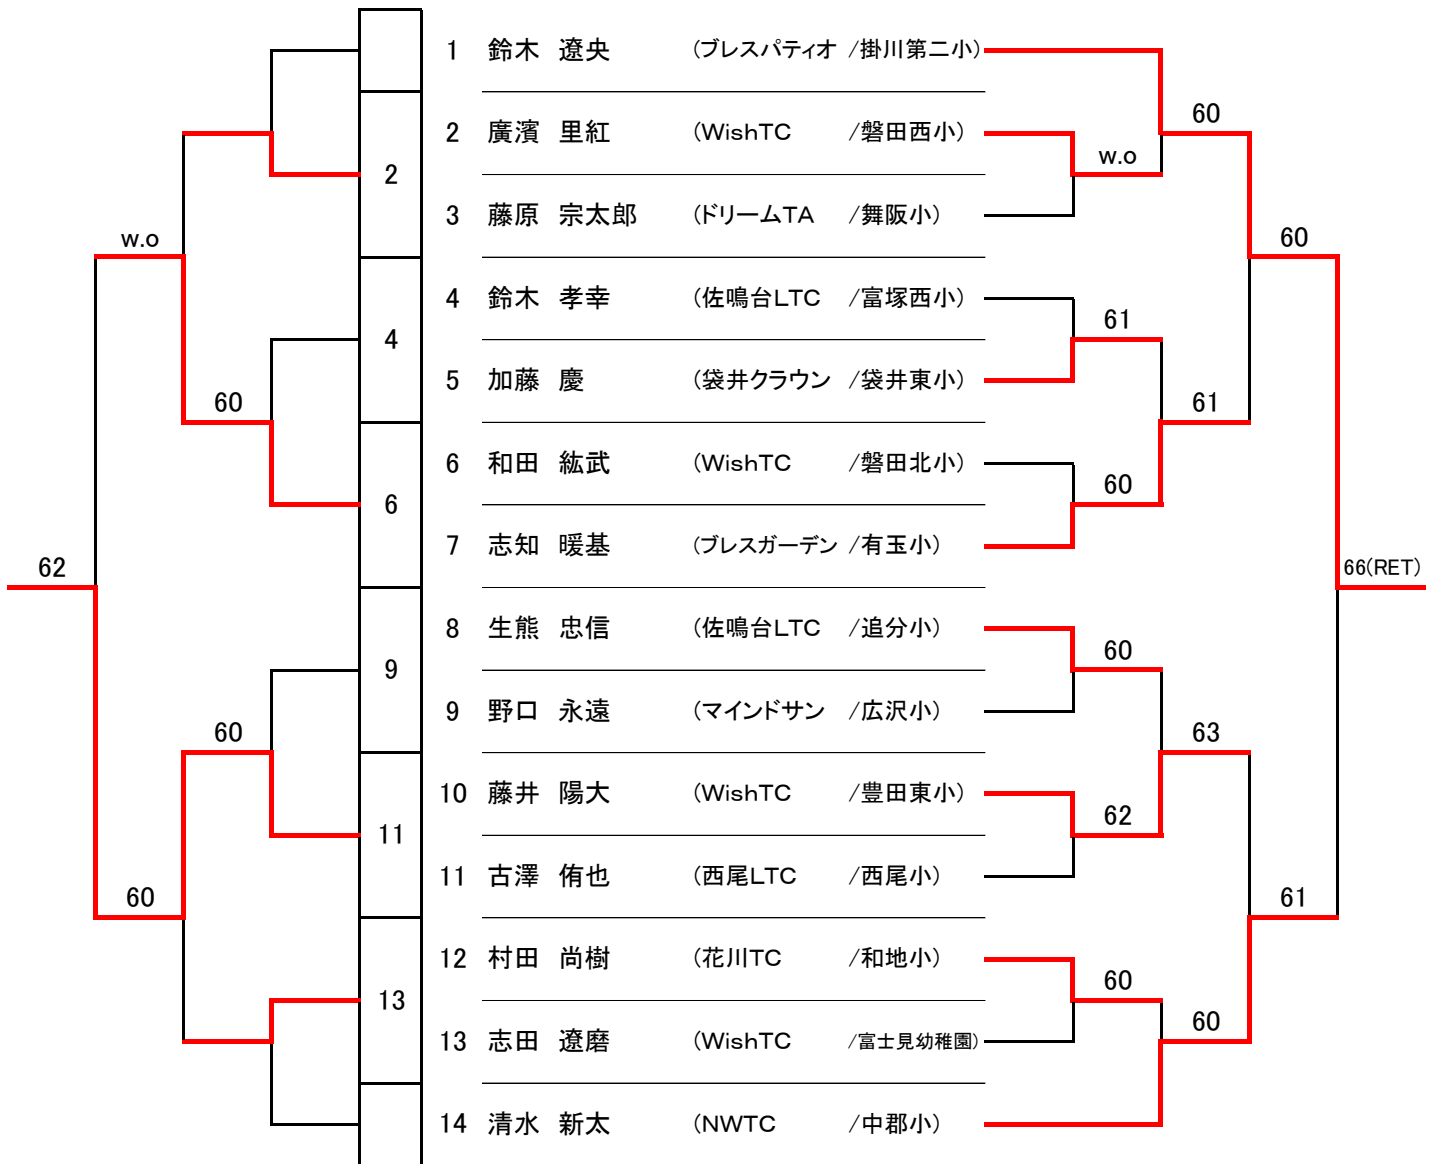 1 鈴木 遼央 (ブレスパティオ /掛川第二小)
60
2 廣濱 里紅 (WishTC /磐田西小)
w.o
2
3 藤原 宗太郎 (ドリームTA /舞阪小)
w.o
60
4 鈴木 孝幸 (佐鳴台LTC /富塚西小)
61
4
5 加藤 慶 (袋井クラウン /袋井東小)
60
61
6 和田 紘武 (WishTC /磐田北小)
60
6
7 志知 暖基 (ブレスガーデン /有玉小)
62
66(RET)
8 生熊 忠信 (佐鳴台LTC /追分小)
60
9
9 野口 永遠 (マインドサン /広沢小)
60
63
10 藤井 陽大 (WishTC /豊田東小)
62
11
11 古澤 侑也 (西尾LTC /西尾小)
60
61
12 村田 尚樹 (花川TC /和地小)
60
13
60
13 志田 遼磨 (WishTC /富士見幼稚園)
14 清水 新太 (NWTC /中郡小)